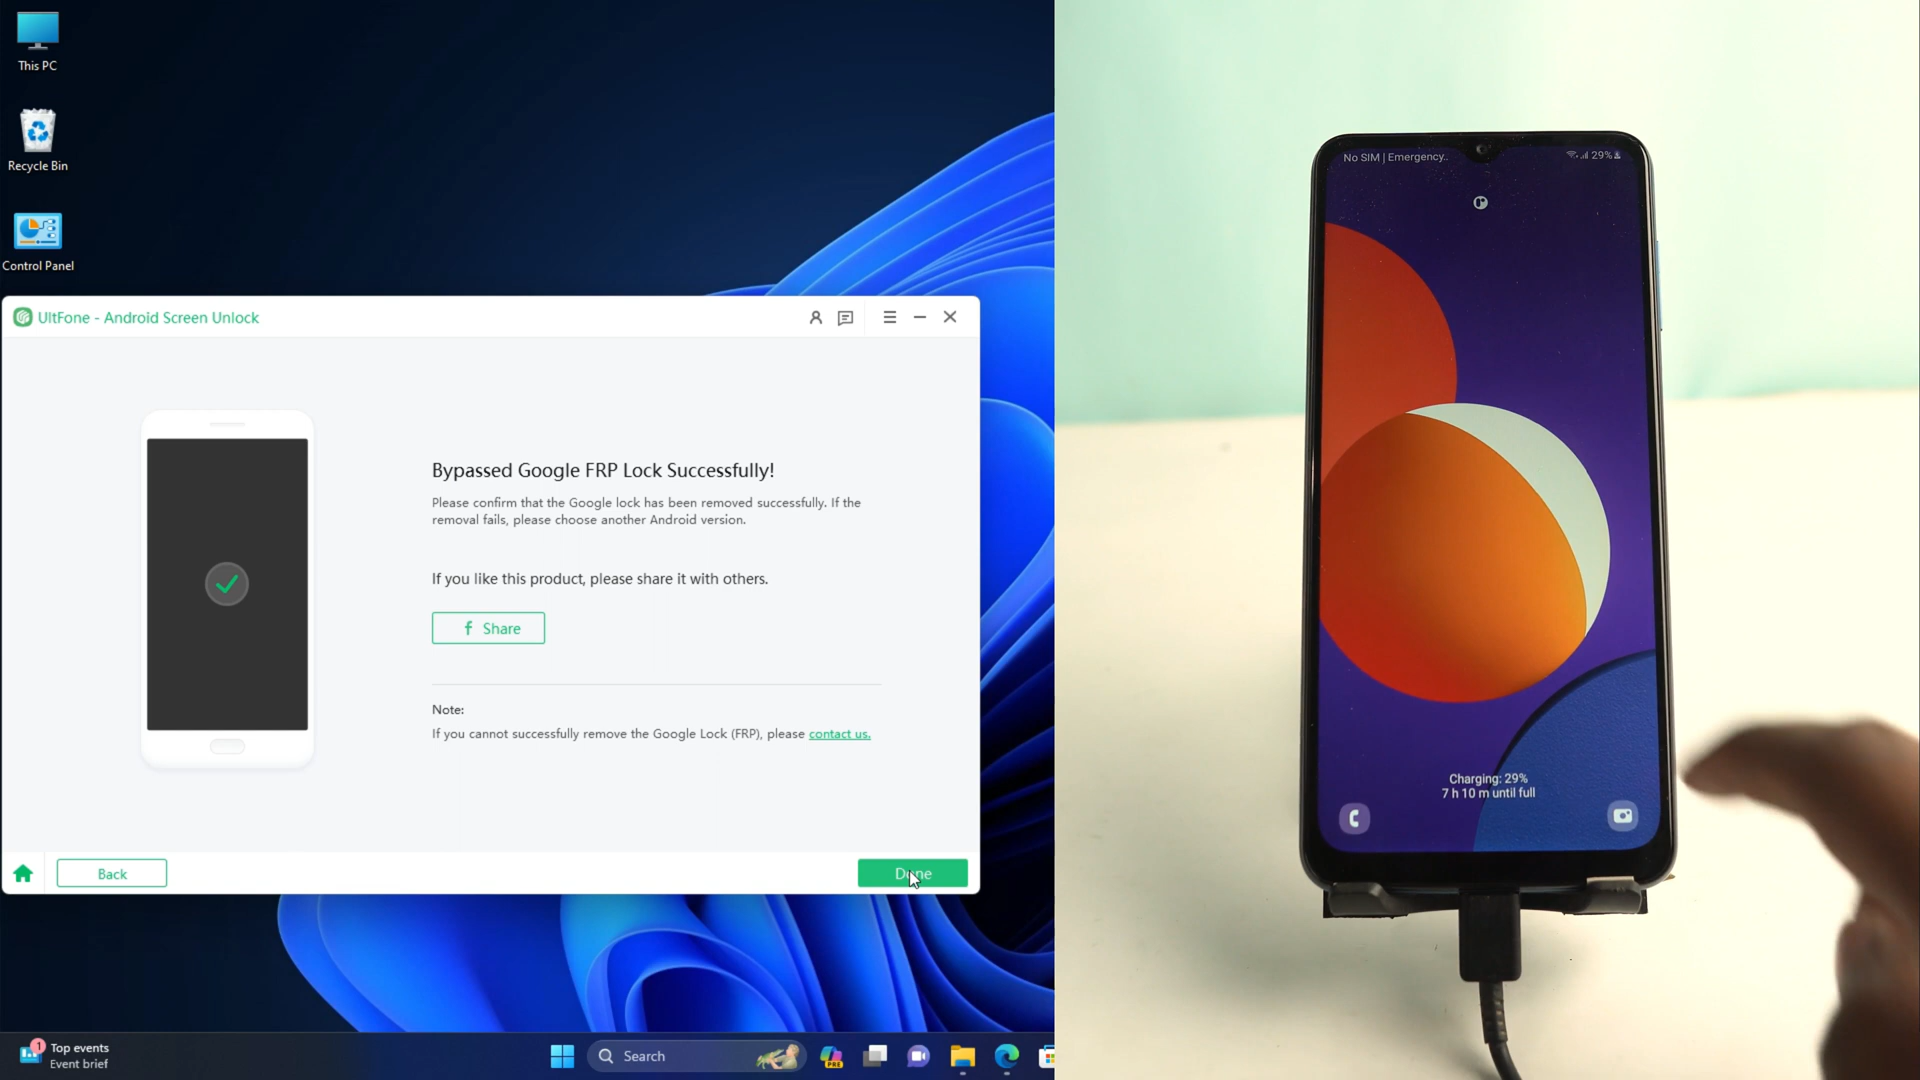 This PC
Recycle Bin
Control Panel
UltFone - Android Screen Unlock
Bypassed Google FRP Lock Successfully!
Please confirm that the Google lock has been removed successfully. If the
removal fails, please choose another Android version.
If you like this product, please share it with others.
f Share
Note:
If you cannot successfully remove the Google Lock (FRP), please contact us.
Back
Done
1
Top events
Event brief
Search
PRE
No SIM | Emergency..
29%
Charging: 29%
7 h 10 m until full